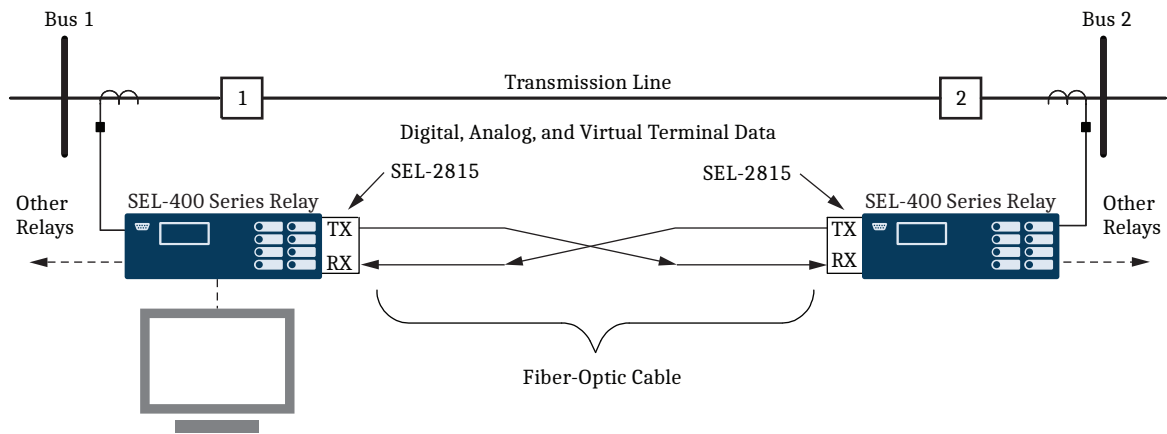 Bus 1
Bus 2
Transmission Line
1
2
Digital, Analog, and Virtual Terminal Data
SEL-2815
SEL-2815
Other
Relays
SEL-400 Series Relay
SEL-400 Series Relay
Other
Relays
TX
RX
TX
RX
Fiber-Optic Cable